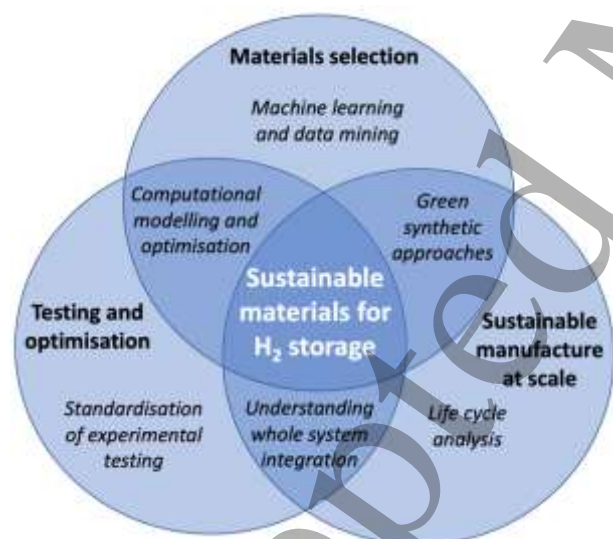 Materials selection
Machine learning
and data mining
Computational
modelling and
optimisation
Green
synthetic
approaches
Sustainable
materials for
H₂ storage
Testing and
optimisation
Sustainable
manufacture
at scale
Standardisation
of experimental
testing
Understanding
whole system
integration
Life cycle
analysis